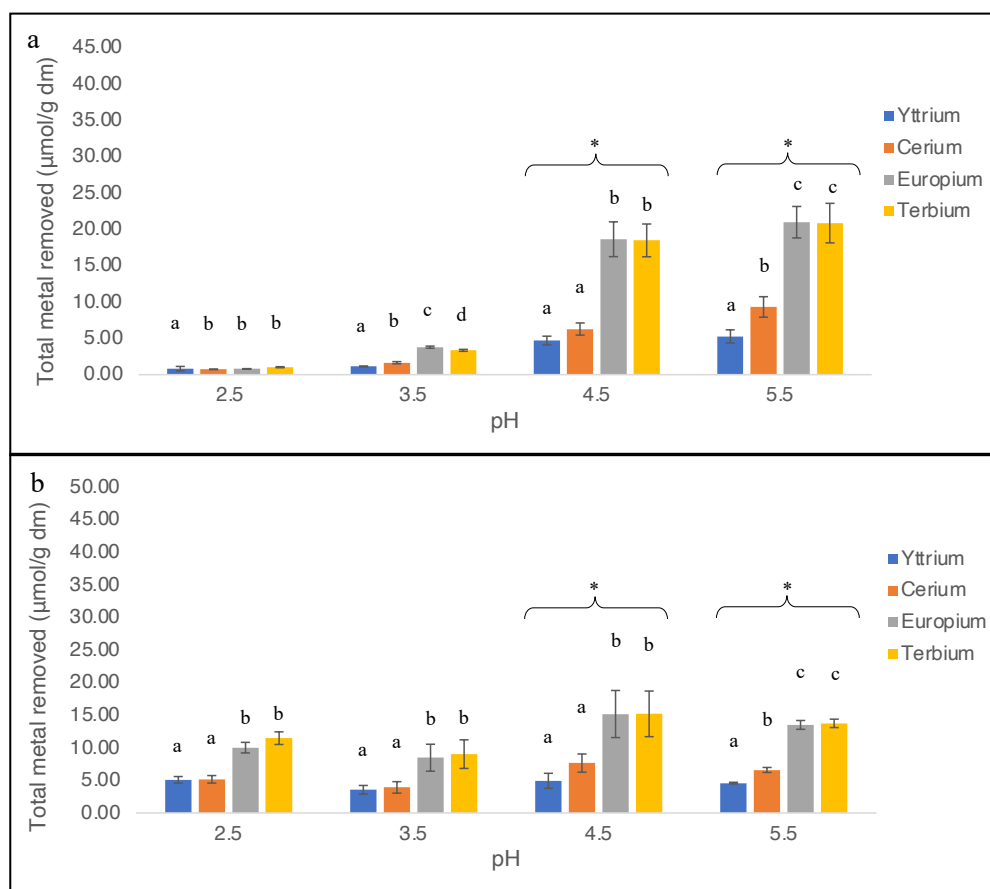 a
Total metal removed (µmol/g dm)
45.00
40.00
35.00
30.00
25.00
20.00
15.00
10.00
5.00
0.00
* *
b b c c
a a a b
a b b b a b c d
2.5 3.5 4.5 5.5
pH
Yttrium
Cerium
Europium
Terbium
b
Total metal removed (µmol/g dm)
50.00
45.00
40.00
35.00
30.00
25.00
20.00
15.00
10.00
5.00
0.00
* *
a a b b a a b b a a b b a b c c
2.5 3.5 4.5 5.5
pH
Yttrium
Cerium
Europium
Terbium